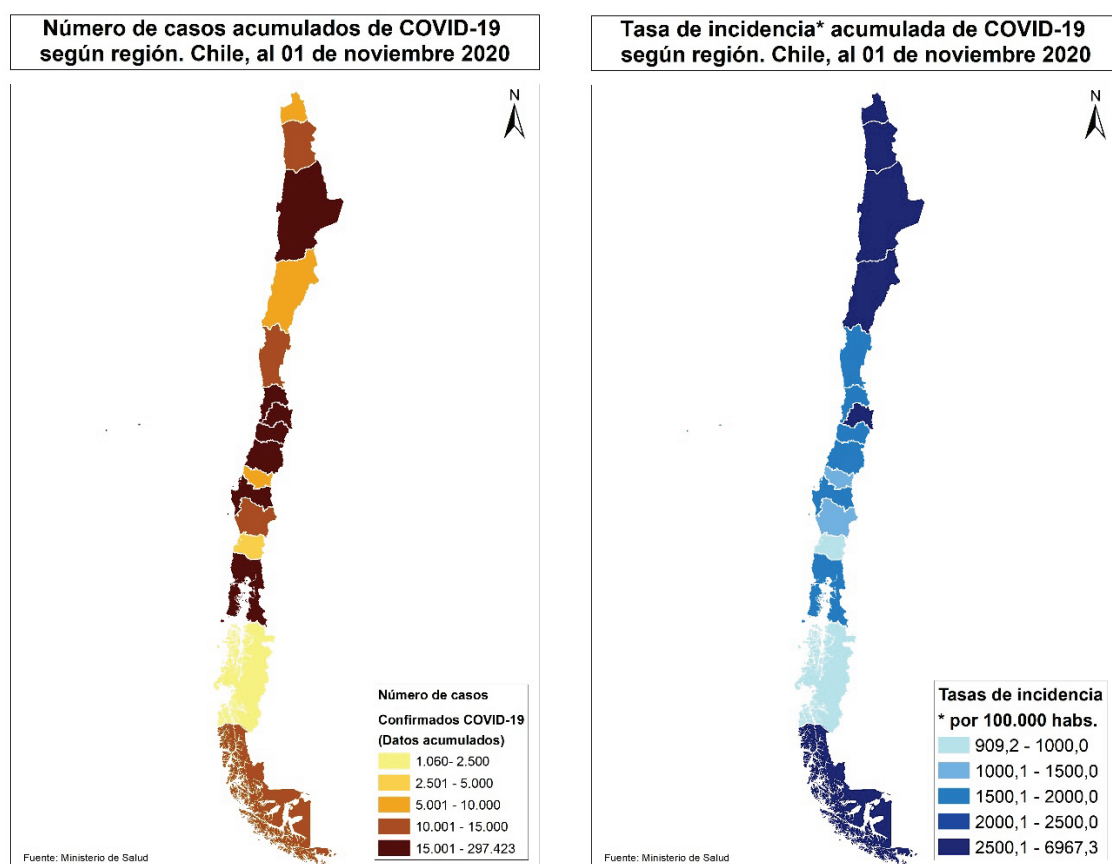 Número de casos acumulados de COVID-19
según región. Chile, al 01 de noviembre 2020
N
Número de casos
Confirmados COVID-19
(Datos acumulados)
1.060- 2.500
2.501 - 5.000
5.001 - 10.000
10.001 - 15.000
15.001 - 297.423
Fuente: Ministerio de Salud
Tasa de incidencia* acumulada de COVID-19
según región. Chile, al 01 de noviembre 2020
N
Tasas de incidencia
* por 100.000 habs.
909,2 - 1000,0
1000,1 - 1500,0
1500,1 - 2000,0
2000,1 - 2500,0
2500,1 - 6967,3
Fuente: Ministerio de Salud